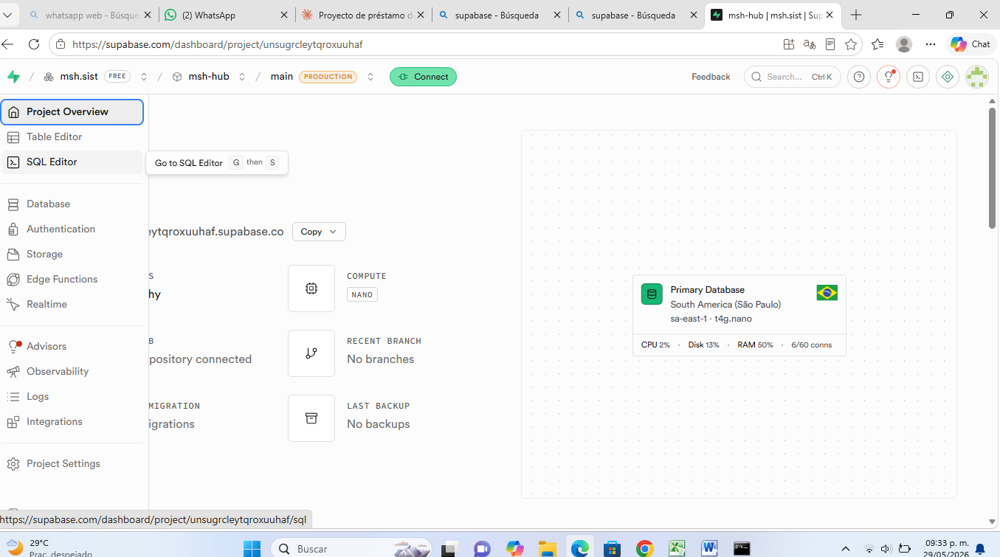 whatsapp web - Búsque
(2) WhatsApp
Proyecto de préstamo d
supabase - Búsqueda
supabase - Búsqueda
msh-hub | msh.sist | Sup
https://supabase.com/dashboard/project/unsugrcleytqroxuuhaf
Chat
/ msh.sist FREE / msh-hub / main PRODUCTION Connect
Feedback
Search... Ctrl K
Project Overview
Table Editor
SQL Editor
Go to SQL Editor G then S
Database
Authentication
Storage
Edge Functions
Realtime
Advisors
Observability
Logs
Integrations
Project Settings
eytqroxuuhaf.supabase.co
Copy
S
hy
COMPUTE
NANO
B
pository connected
RECENT BRANCH
No branches
MIGRATION
igrations
LAST BACKUP
No backups
Primary Database
South America (São Paulo)
sa-east-1 · t4g.nano
CPU 2% · Disk 13% · RAM 50% · 6/60 conns
https://supabase.com/dashboard/project/unsugrcleytqroxuuhaf/sql
29°C
Prac. despejado
Buscar
09:33 p. m.
29/05/2026